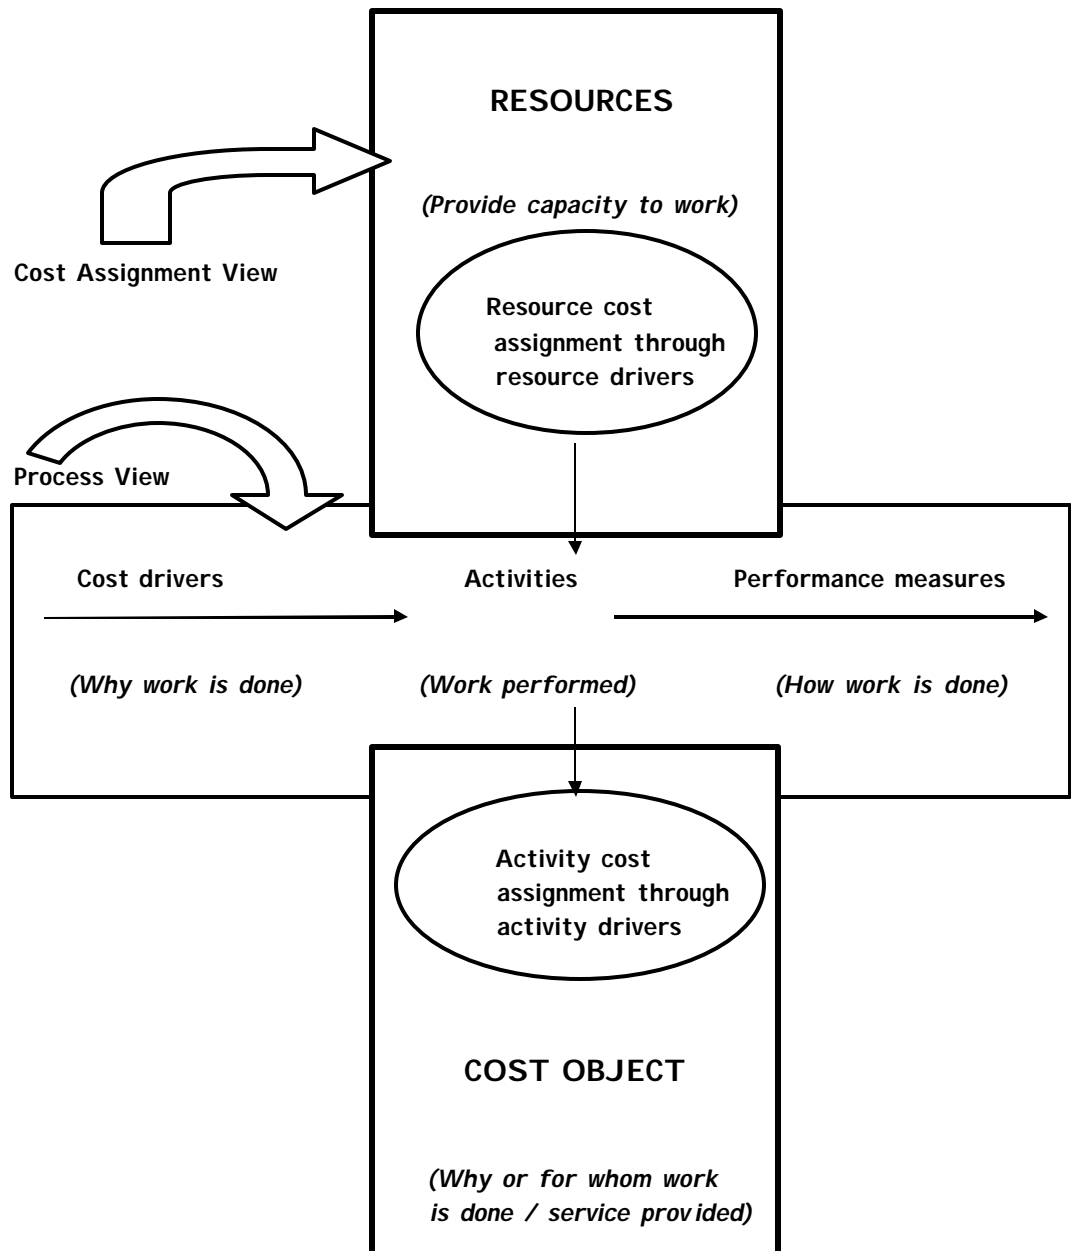 RESOURCES
(Provide capacity to work)
Cost Assignment View
Resource cost
assignment through
resource drivers
Process View
Cost drivers
Activities
Performance measures
(Why work is done)
(Work performed)
(How work is done)
Activity cost
assignment through
activity drivers
COST OBJECT
(Why or for whom work
is done / service provided)